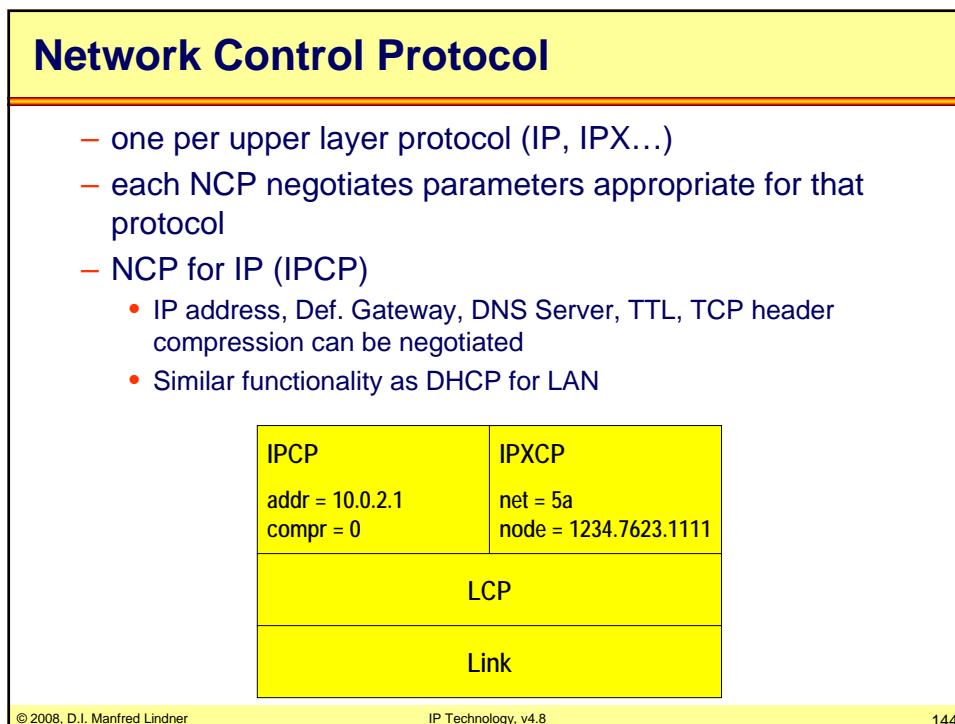 Network Control Protocol
– one per upper layer protocol (IP, IPX…)
– each NCP negotiates parameters appropriate for that
protocol
– NCP for IP (IPCP)
• IP address, Def. Gateway, DNS Server, TTL, TCP header
compression can be negotiated
• Similar functionality as DHCP for LAN
IPCP
addr = 10.0.2.1
compr = 0
IPXCP
net = 5a
node = 1234.7623.1111
LCP
Link
© 2008, D.I. Manfred Lindner
IP Technology, v4.8
144